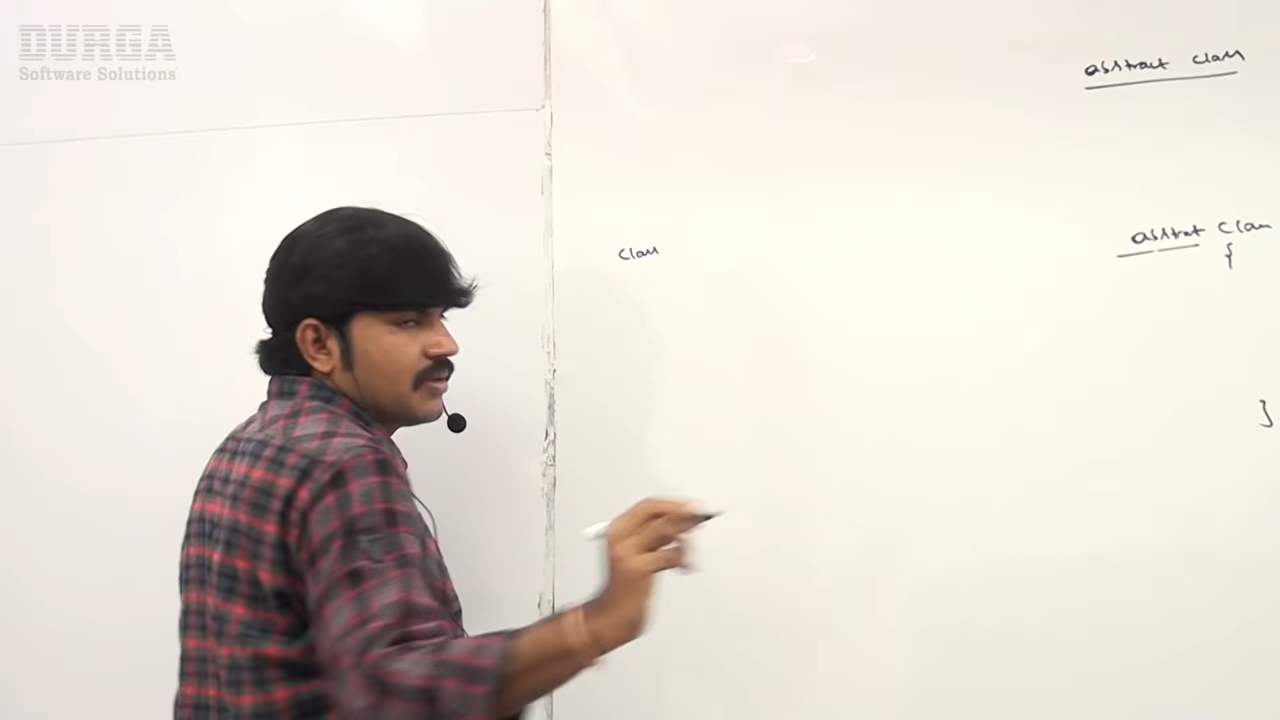 DURGA
Software Solutions
abstract class
class
abstract class
{
}